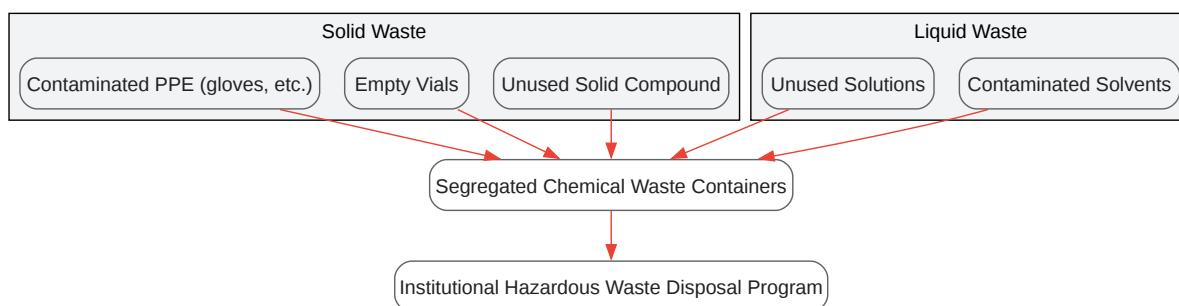 Solid Waste
Liquid Waste
Contaminated PPE (gloves, etc.)
Empty Vials
Unused Solid Compound
Unused Solutions
Contaminated Solvents
Segregated Chemical Waste Containers
Institutional Hazardous Waste Disposal Program